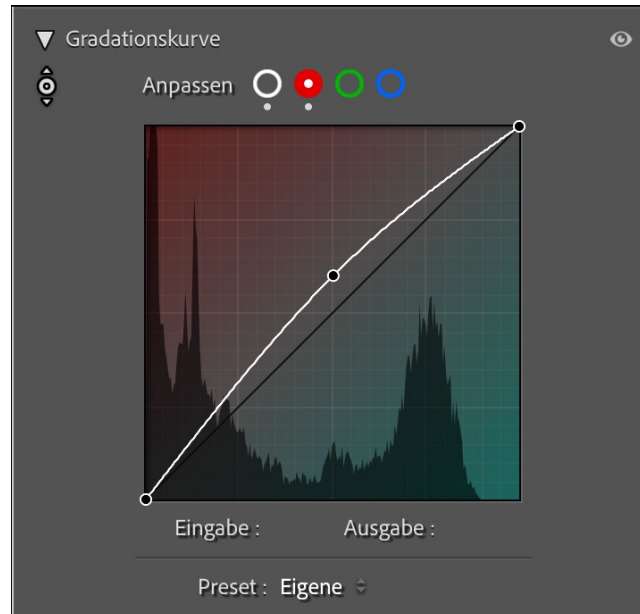 Gradationskurve
Anpassen
Eingabe : Ausgabe :
Preset : Eigene